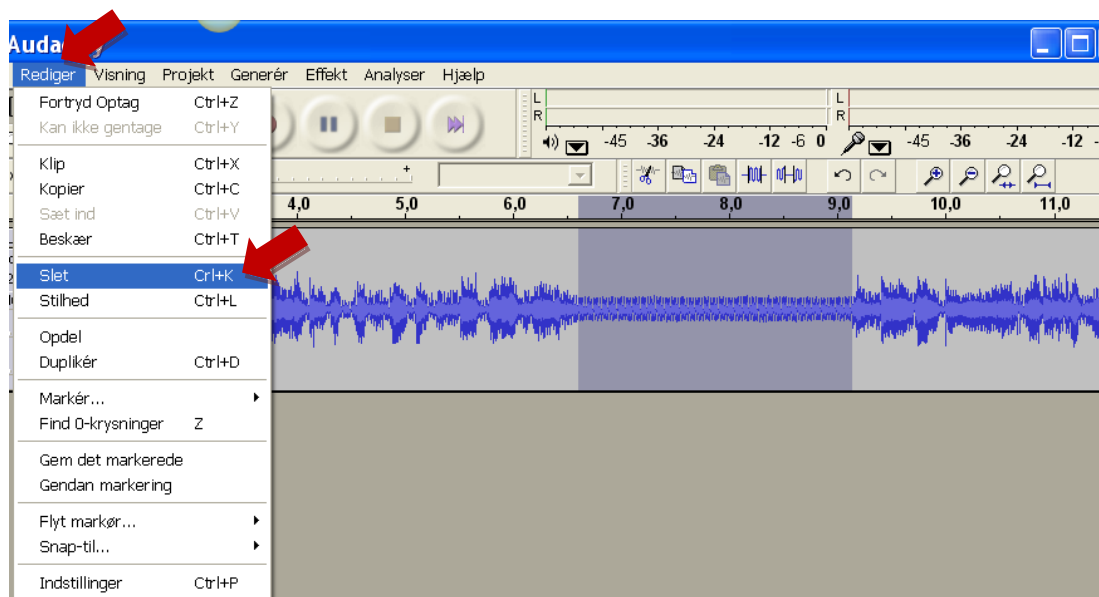 Rediger Visning Projekt Generér Effekt Analyser Hjælp
Fortryd Optag Ctrl+Z
Kan ikke gentage Ctrl+Y
Klip Ctrl+X
Kopier Ctrl+C
Sæt ind Ctrl+V
Beskær Ctrl+T
Slet Crl+K
Stilhed Ctrl+L
Opdel
Duplikér Ctrl+D
Markér...
Find 0-krysninger Z
Gem det markerede
Gendan markering
Flyt markør...
Snap-til...
Indstillinger Ctrl+P
L
R
-45 -36 -24 -12 -6 0
L
R
-45 -36 -24 -12
4,0 5,0 6,0 7,0 8,0 9,0 10,0 11,0